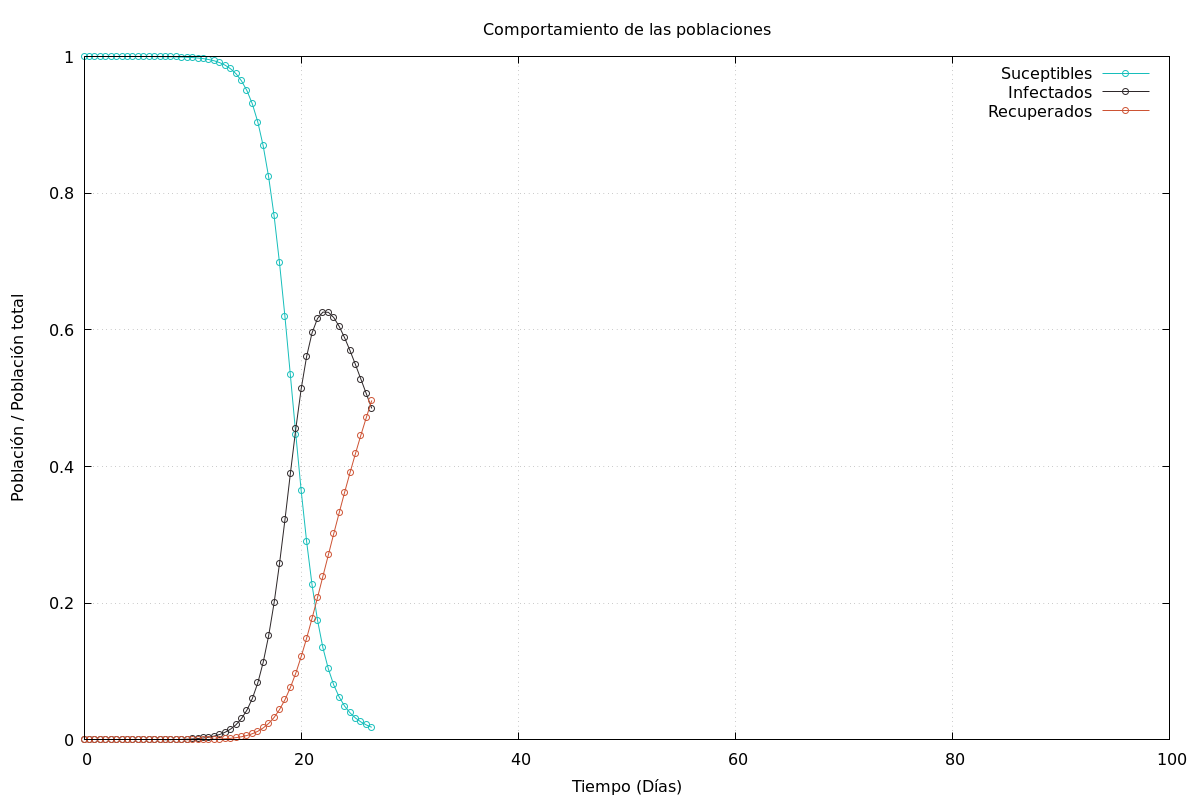 Comportamiento de las poblaciones
1
0.8
0.6
0.4
0.2
0
Población / Población total
Suceptibles
Infectados
Recuperados
0 20 40 60 80 100
Tiempo (Días)